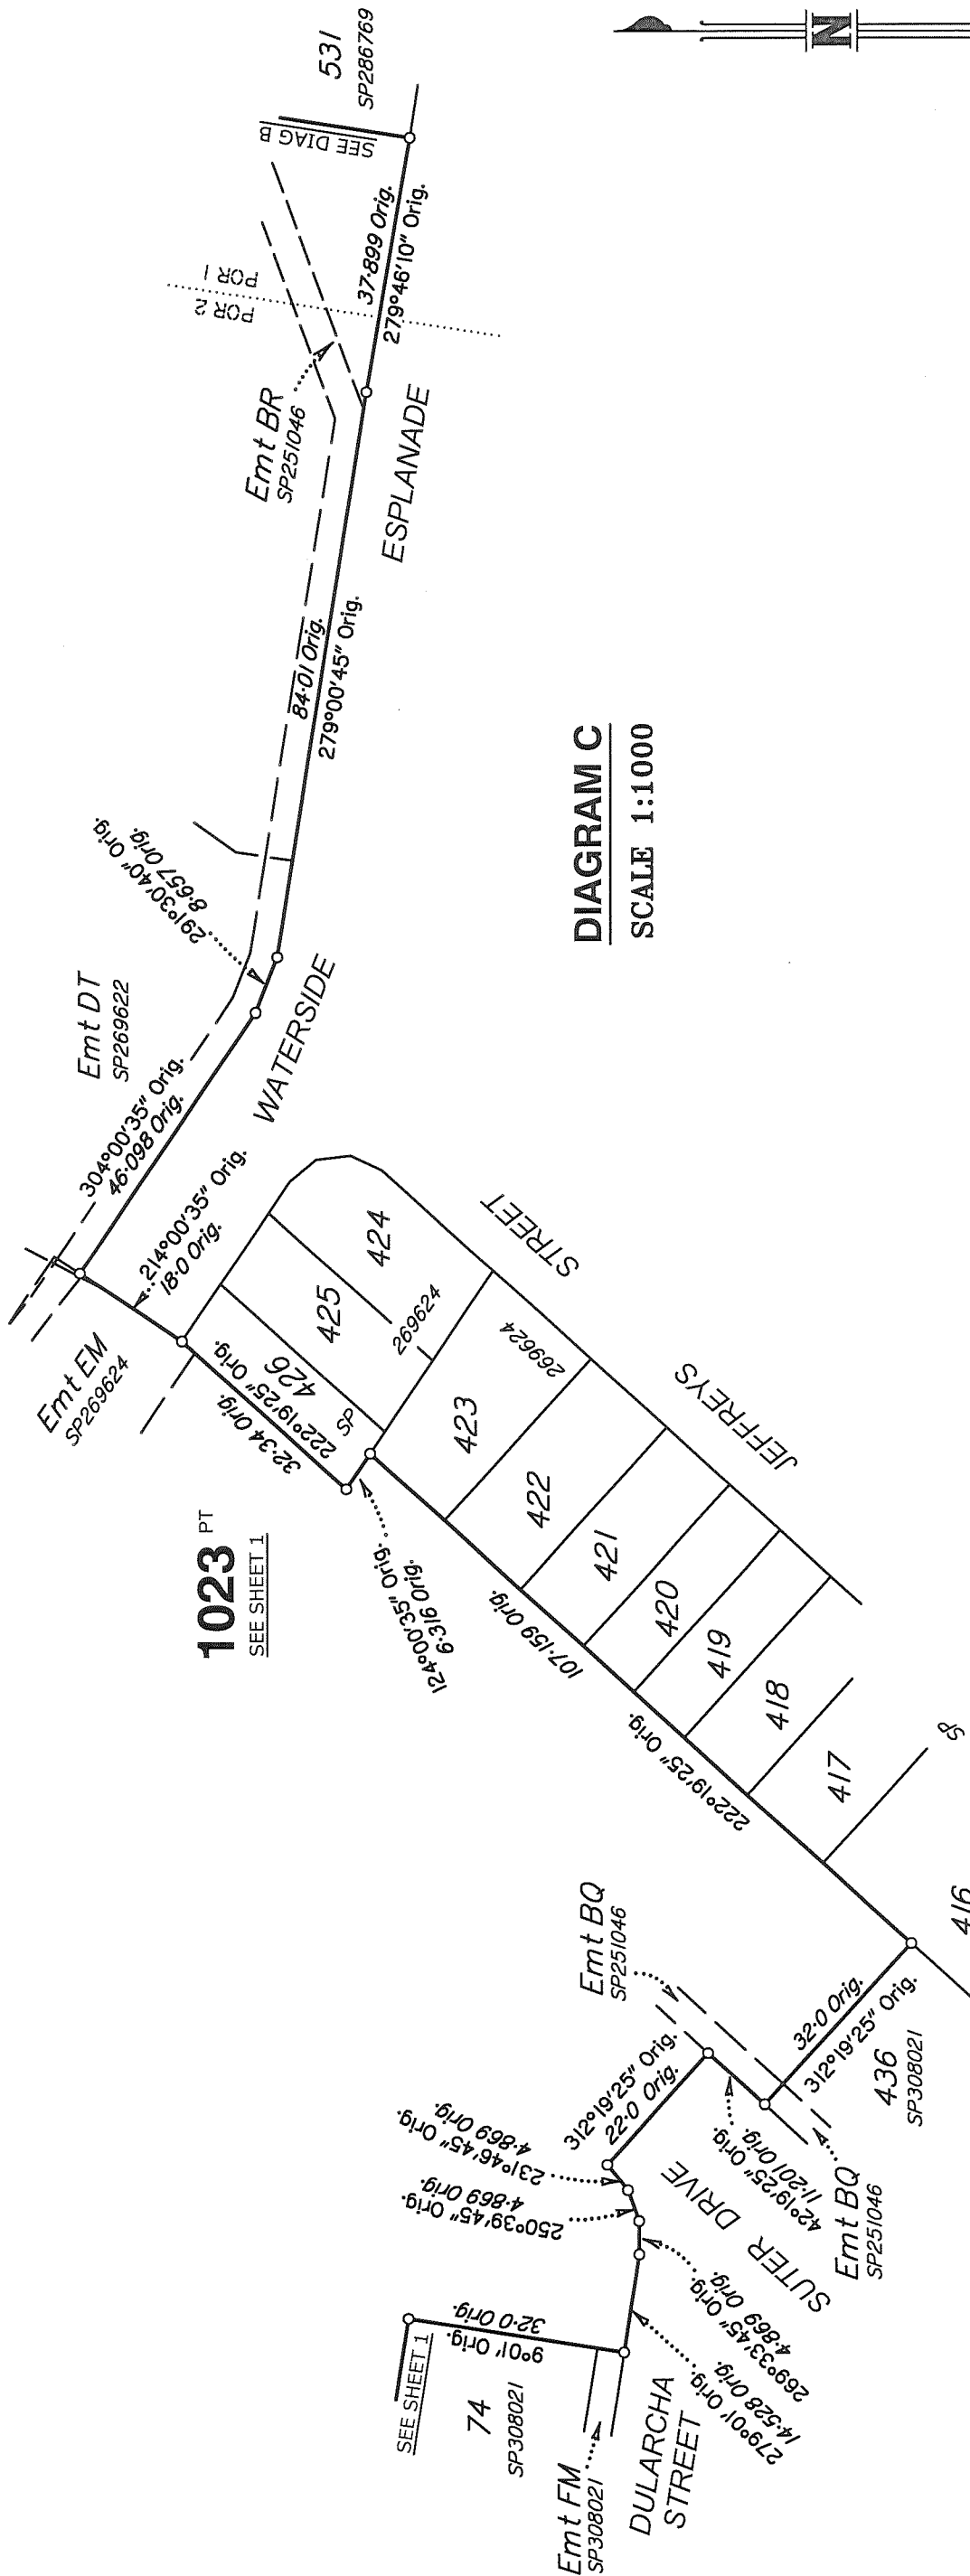 531
SP286769
SEE DIAG B
POR 1
POR 2
37·899 Orig.
279°46'10" Orig.
Emt BR
SP251046
ESPLANADE
84·01 Orig.
279°00'45" Orig.
291°30'40" Orig.
8·657 Orig.
Emt DT
SP269622
WATERSIDE
304°00'35" Orig.
46·098 Orig.
214°00'35" Orig.
18·0 Orig.
Emt EM
SP269624
N
DIAGRAM C
SCALE 1:1000
1023 PT
SEE SHEET 1
32·34 Orig.
222°19'25" Orig.
426
425
424
SP
269624
STREET
124°00'35" Orig.
6·316 Orig.
423
269624
422
421
420
419
418
417
416
SP
JEFFREYS
107·159 Orig.
222°19'25" Orig.
Emt BQ
SP251046
32·0 Orig.
312°19'25" Orig.
436
SP308021
312°19'25" Orig.
22·0 Orig.
42°19'25" Orig.
11·201 Orig.
Emt BQ
SP251046
SUTER DRIVE
231°46'45" Orig.
4·869 Orig.
250°39'45" Orig.
4·869 Orig.
269°33'45" Orig.
4·869 Orig.
279°01' Orig.
14·528 Orig.
9°01' Orig.
32·0 Orig.
SEE SHEET 1
74
SP308021
Emt FM
SP308021
DULARCHA
STREET